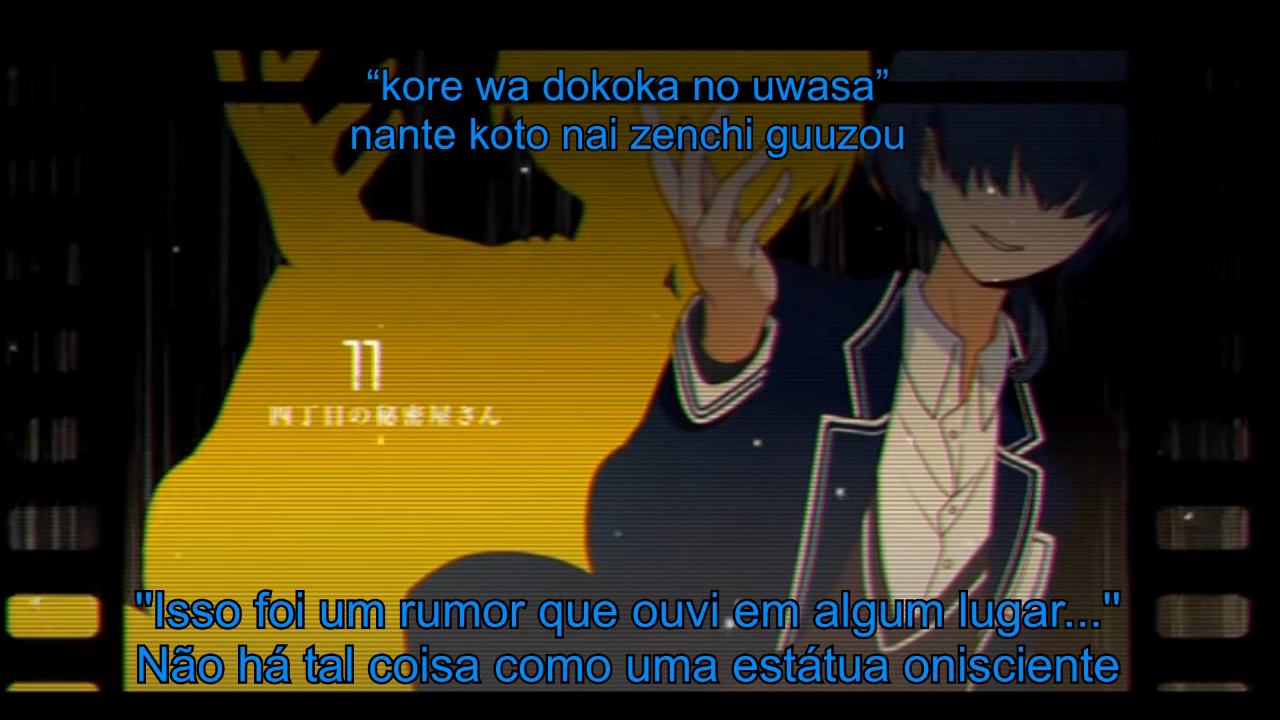 “kore wa dokoka no uwasa”
nante koto nai zenchi guuzou
11
四丁目の秘密屋さん
"Isso foi um rumor que ouvi em algum lugar..."
Não há tal coisa como uma estátua onisciente